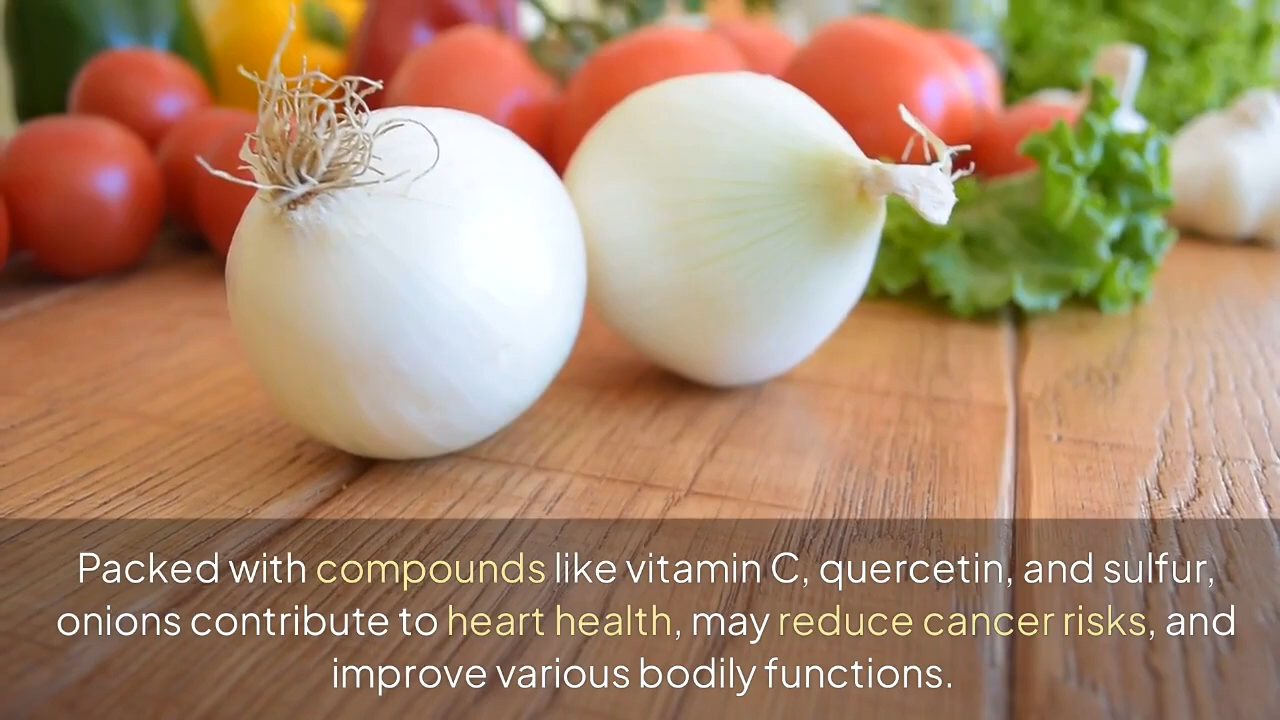 Packed with compounds like vitamin C, quercetin, and sulfur,
onions contribute to heart health, may reduce cancer risks, and
improve various bodily functions.